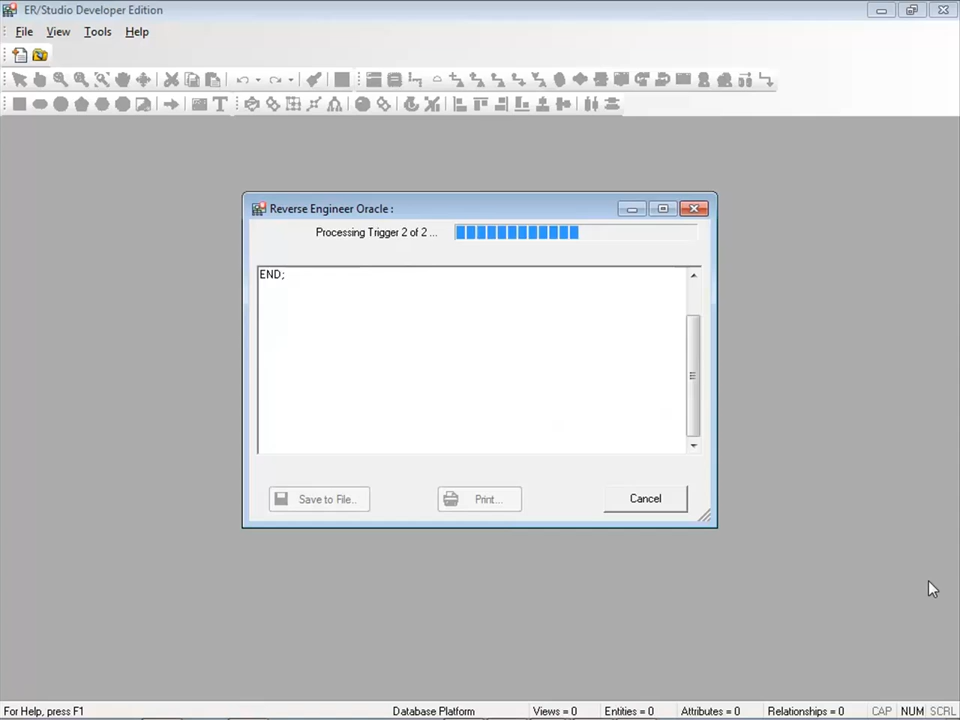 ER/Studio Developer Edition
File View Tools Help
Reverse Engineer Oracle :
Processing Trigger 2 of 2 ...
END;
Save to File..
Print...
Cancel
For Help, press F1 Database Platform Views = 0 Entities = 0 Attributes = 0 Relationships = 0 CAP NUM SCRL